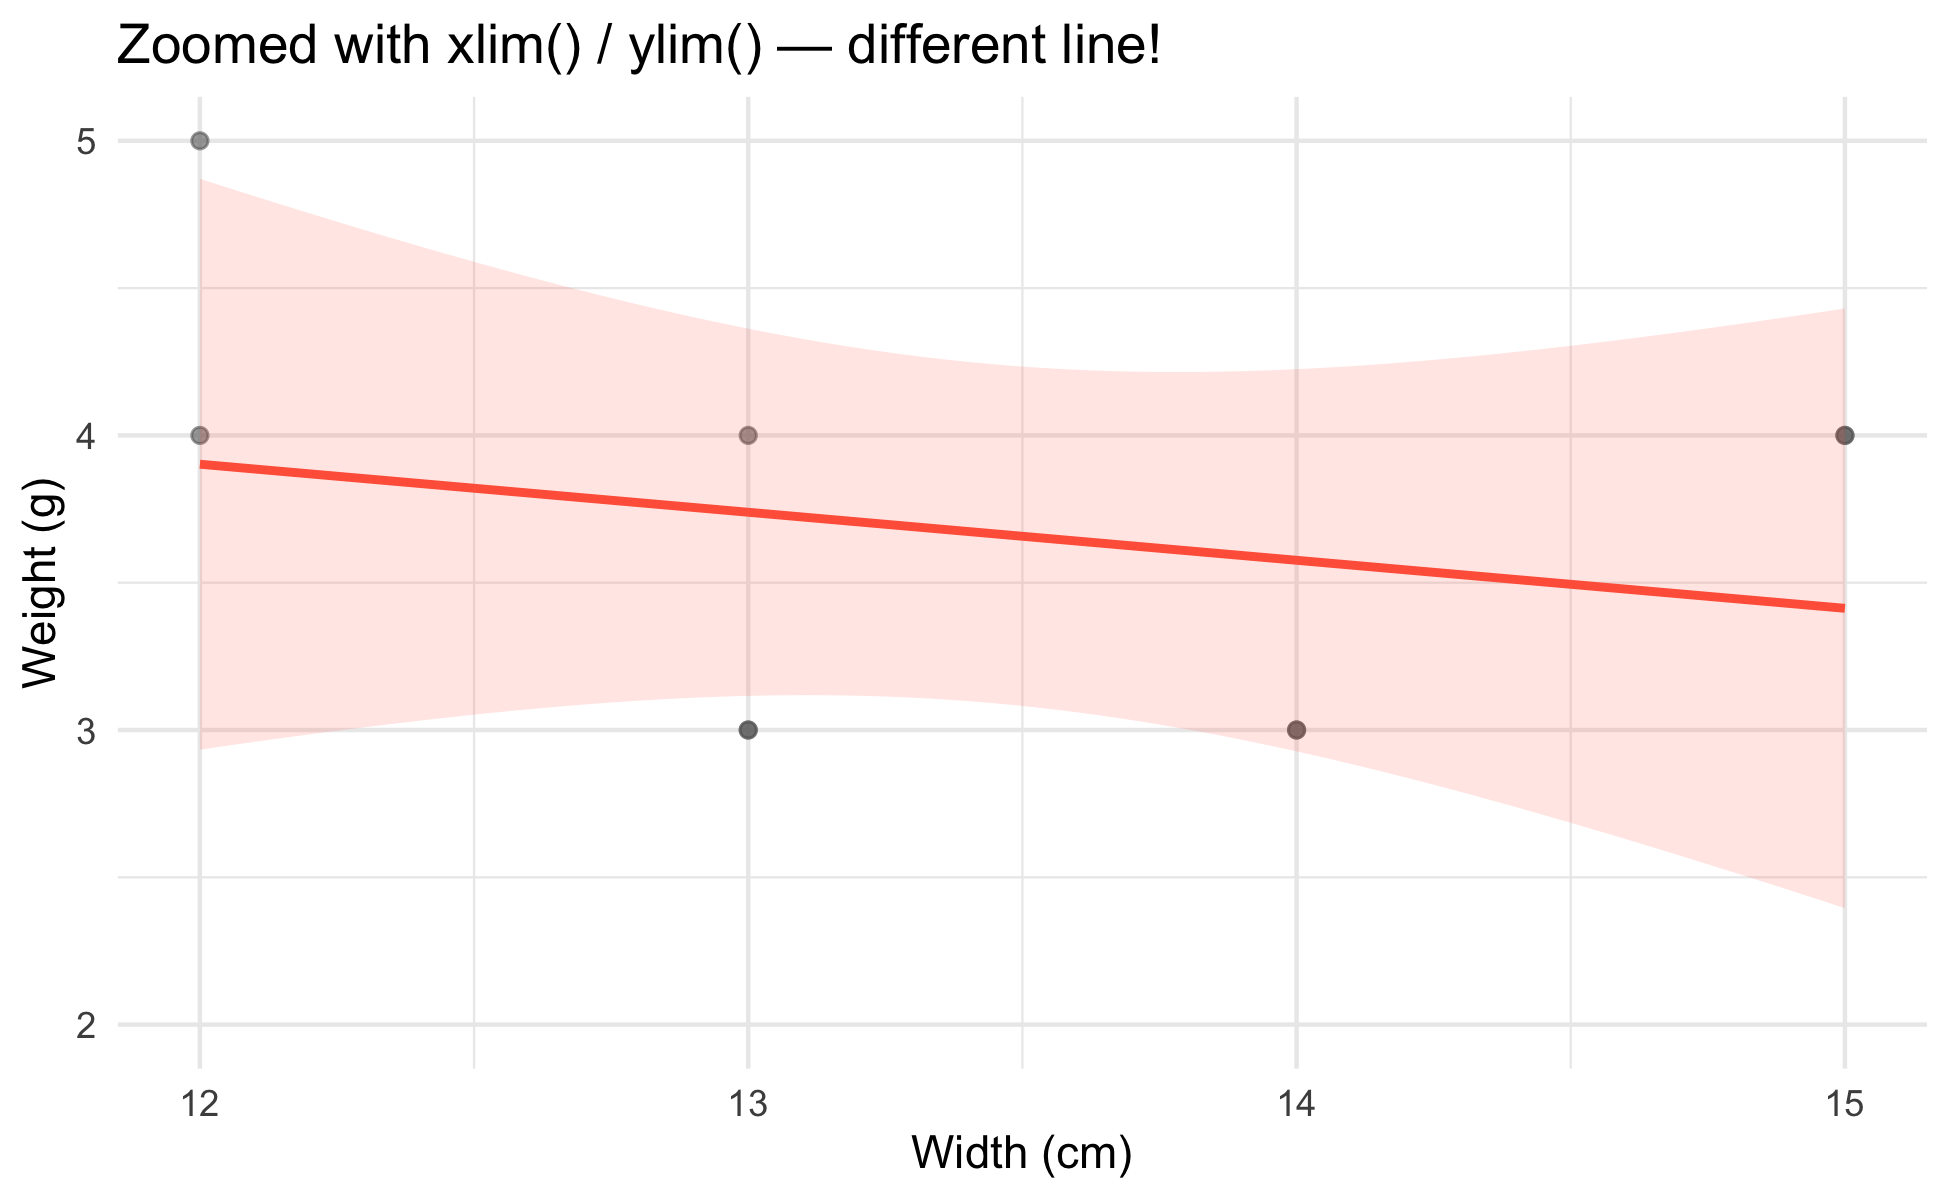 Zoomed with xlim() / ylim() — different line!
5
4
3
2
Weight (g)
12 13 14 15
Width (cm)